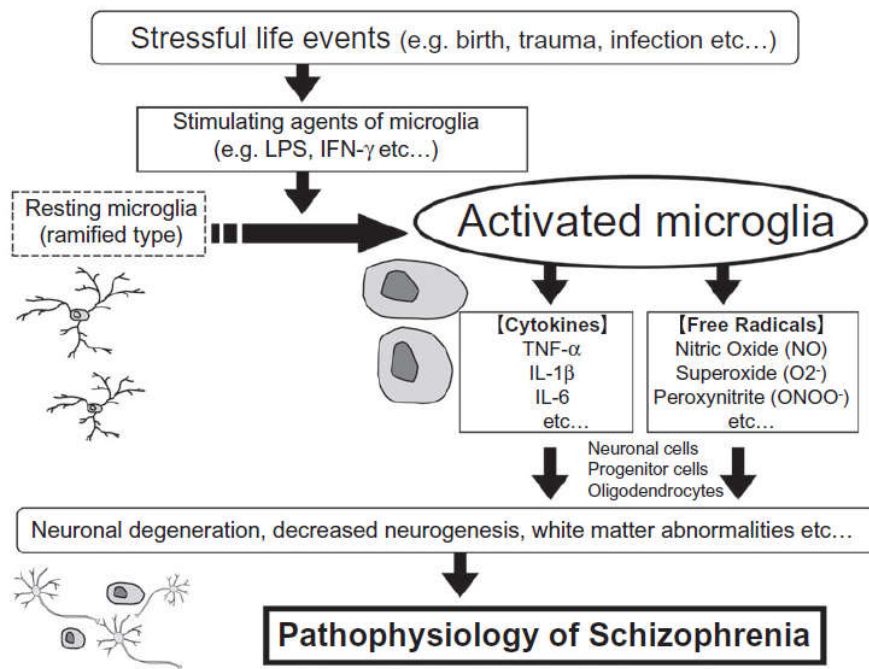 Stressful life events (e.g. birth, trauma, infection etc…)
Stimulating agents of microglia
(e.g. LPS, IFN-γ etc…)
Resting microglia
(ramified type)
Activated microglia
【Cytokines】
TNF-α
IL-1β
IL-6
etc…
【Free Radicals】
Nitric Oxide (NO)
Superoxide (O2⁻)
Peroxynitrite (ONOO⁻)
etc…
Neuronal cells
Progenitor cells
Oligodendrocytes
Neuronal degeneration, decreased neurogenesis, white matter abnormalities etc…
Pathophysiology of Schizophrenia